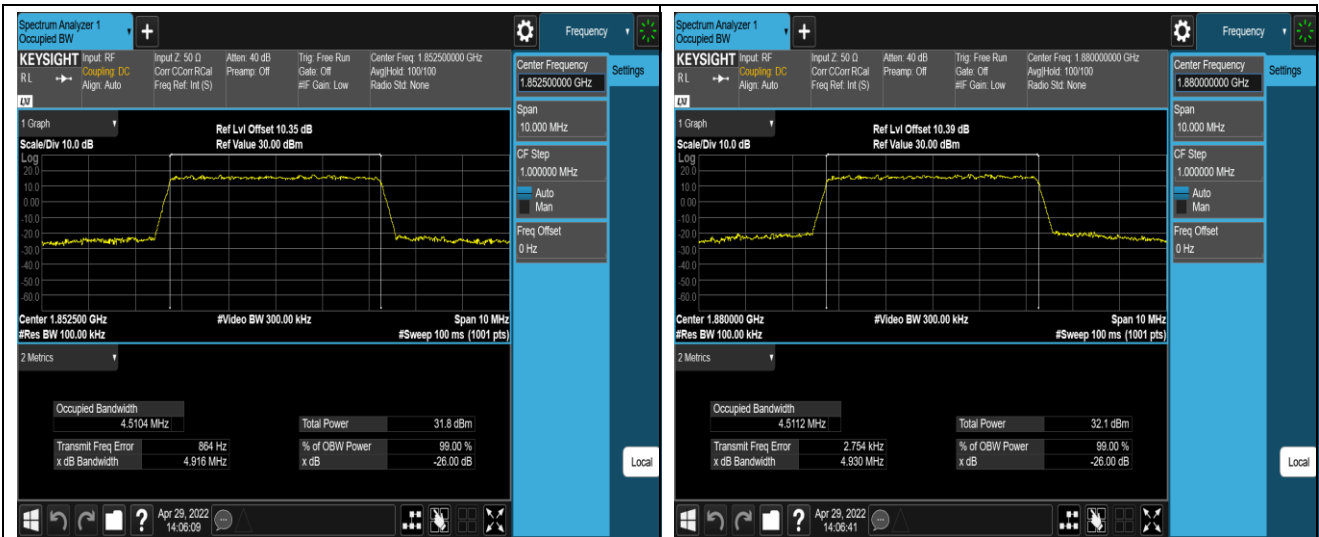 Spectrum Analyzer 1
Occupied BW
+
Frequency
KEYSIGHT
RL
LXI
Input: RF
Coupling: DC
Align: Auto
Input Z: 50 Ω
Corr CCorr RCal
Freq Ref: Int (S)
Atten: 40 dB
Preamp: Off
Trig: Free Run
Gate: Off
#IF Gain: Low
Center Freq: 1.852500000 GHz
Avg|Hold: 100/100
Radio Std: None
Center Frequency
1.852500000 GHz
Settings
Span
10.000 MHz
CF Step
1.000000 MHz
Auto
Man
Freq Offset
0 Hz
Local
1 Graph
Ref Lvl Offset 10.35 dB
Scale/Div 10.0 dB
Ref Value 30.00 dBm
Log
20.0
10.0
0.00
-10.0
-20.0
-30.0
-40.0
-50.0
-60.0
Center 1.852500 GHz
#Video BW 300.00 kHz
Span 10 MHz
#Res BW 100.00 kHz
#Sweep 100 ms (1001 pts)
2 Metrics
Occupied Bandwidth
4.5104 MHz
Total Power 31.8 dBm
Transmit Freq Error 864 Hz
% of OBW Power 99.00 %
x dB Bandwidth 4.916 MHz
x dB -26.00 dB
?
Apr 29, 2022
14:06:09
Spectrum Analyzer 1
Occupied BW
+
Frequency
KEYSIGHT
RL
LXI
Input: RF
Coupling: DC
Align: Auto
Input Z: 50 Ω
Corr CCorr RCal
Freq Ref: Int (S)
Atten: 40 dB
Preamp: Off
Trig: Free Run
Gate: Off
#IF Gain: Low
Center Freq: 1.880000000 GHz
Avg|Hold: 100/100
Radio Std: None
Center Frequency
1.880000000 GHz
Settings
Span
10.000 MHz
CF Step
1.000000 MHz
Auto
Man
Freq Offset
0 Hz
Local
1 Graph
Ref Lvl Offset 10.39 dB
Scale/Div 10.0 dB
Ref Value 30.00 dBm
Log
20.0
10.0
0.00
-10.0
-20.0
-30.0
-40.0
-50.0
-60.0
Center 1.880000 GHz
#Video BW 300.00 kHz
Span 10 MHz
#Res BW 100.00 kHz
#Sweep 100 ms (1001 pts)
2 Metrics
Occupied Bandwidth
4.5112 MHz
Total Power 32.1 dBm
Transmit Freq Error 2.754 kHz
% of OBW Power 99.00 %
x dB Bandwidth 4.930 MHz
x dB -26.00 dB
?
Apr 29, 2022
14:06:41